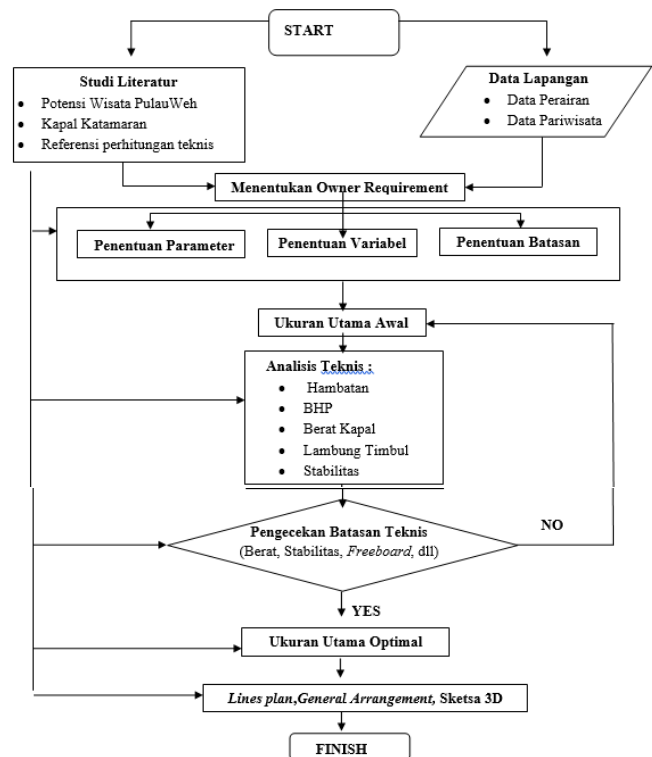 START
Studi Literatur
• Potensi Wisata PulauWeh
• Kapal Katamaran
• Referensi perhitungan teknis
Data Lapangan
• Data Perairan
• Data Pariwisata
Menentukan Owner Requirement
Penentuan Parameter
Penentuan Variabel
Penentuan Batasan
Ukuran Utama Awal
Analisis Teknis :
• Hambatan
• BHP
• Berat Kapal
• Lambung Timbul
• Stabilitas
Pengecekan Batasan Teknis
(Berat, Stabilitas, Freeboard, dll)
NO
YES
Ukuran Utama Optimal
Lines plan,General Arrangement, Sketsa 3D
FINISH